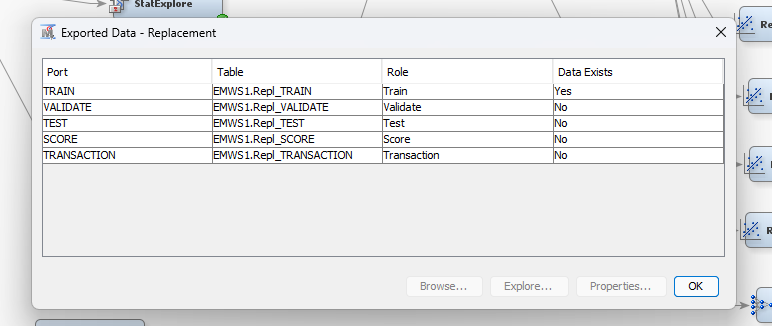 StatExplore
Exported Data - Replacement
Port Table Role Data Exists
TRAIN EMWS1.Repl_TRAIN Train Yes
VALIDATE EMWS1.Repl_VALIDATE Validate No
TEST EMWS1.Repl_TEST Test No
SCORE EMWS1.Repl_SCORE Score No
TRANSACTION EMWS1.Repl_TRANSACTION Transaction No
Browse... Explore... Properties... OK
Re
R